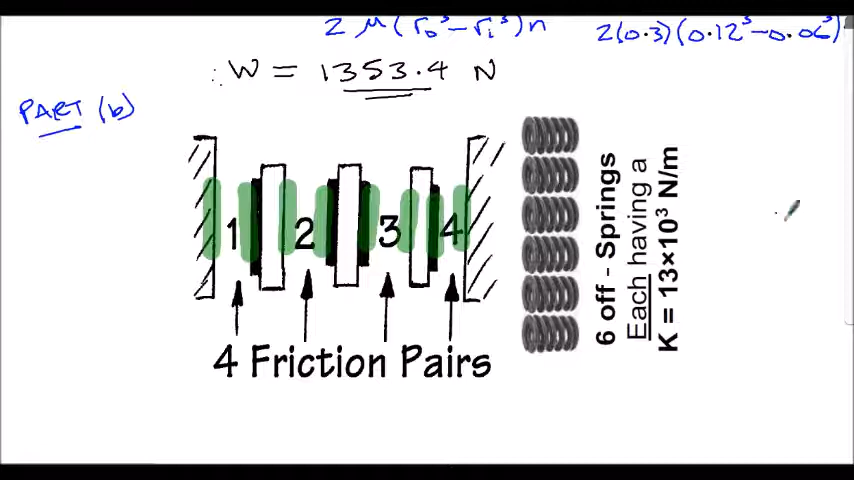 2 μ(r₀³-rᵢ³)n
2(0.3)(0.12³-0.06³)
∴ W = 1353.4 N
PART (b)
1 2 3 4
4 Friction Pairs
6 off - Springs
Each having a
K = 13×10³ N/m